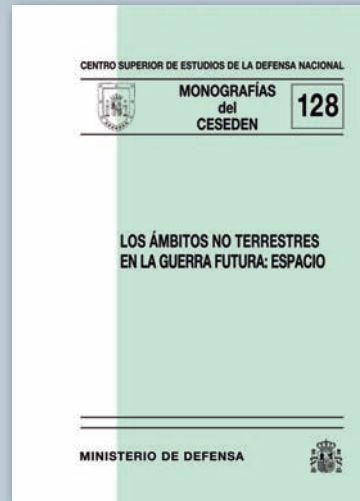 CENTRO SUPERIOR DE ESTUDIOS DE LA DEFENSA NACIONAL
MONOGRAFÍAS
del
CESEDEN
128
LOS ÁMBITOS NO TERRESTRES
EN LA GUERRA FUTURA: ESPACIO
MINISTERIO DE DEFENSA